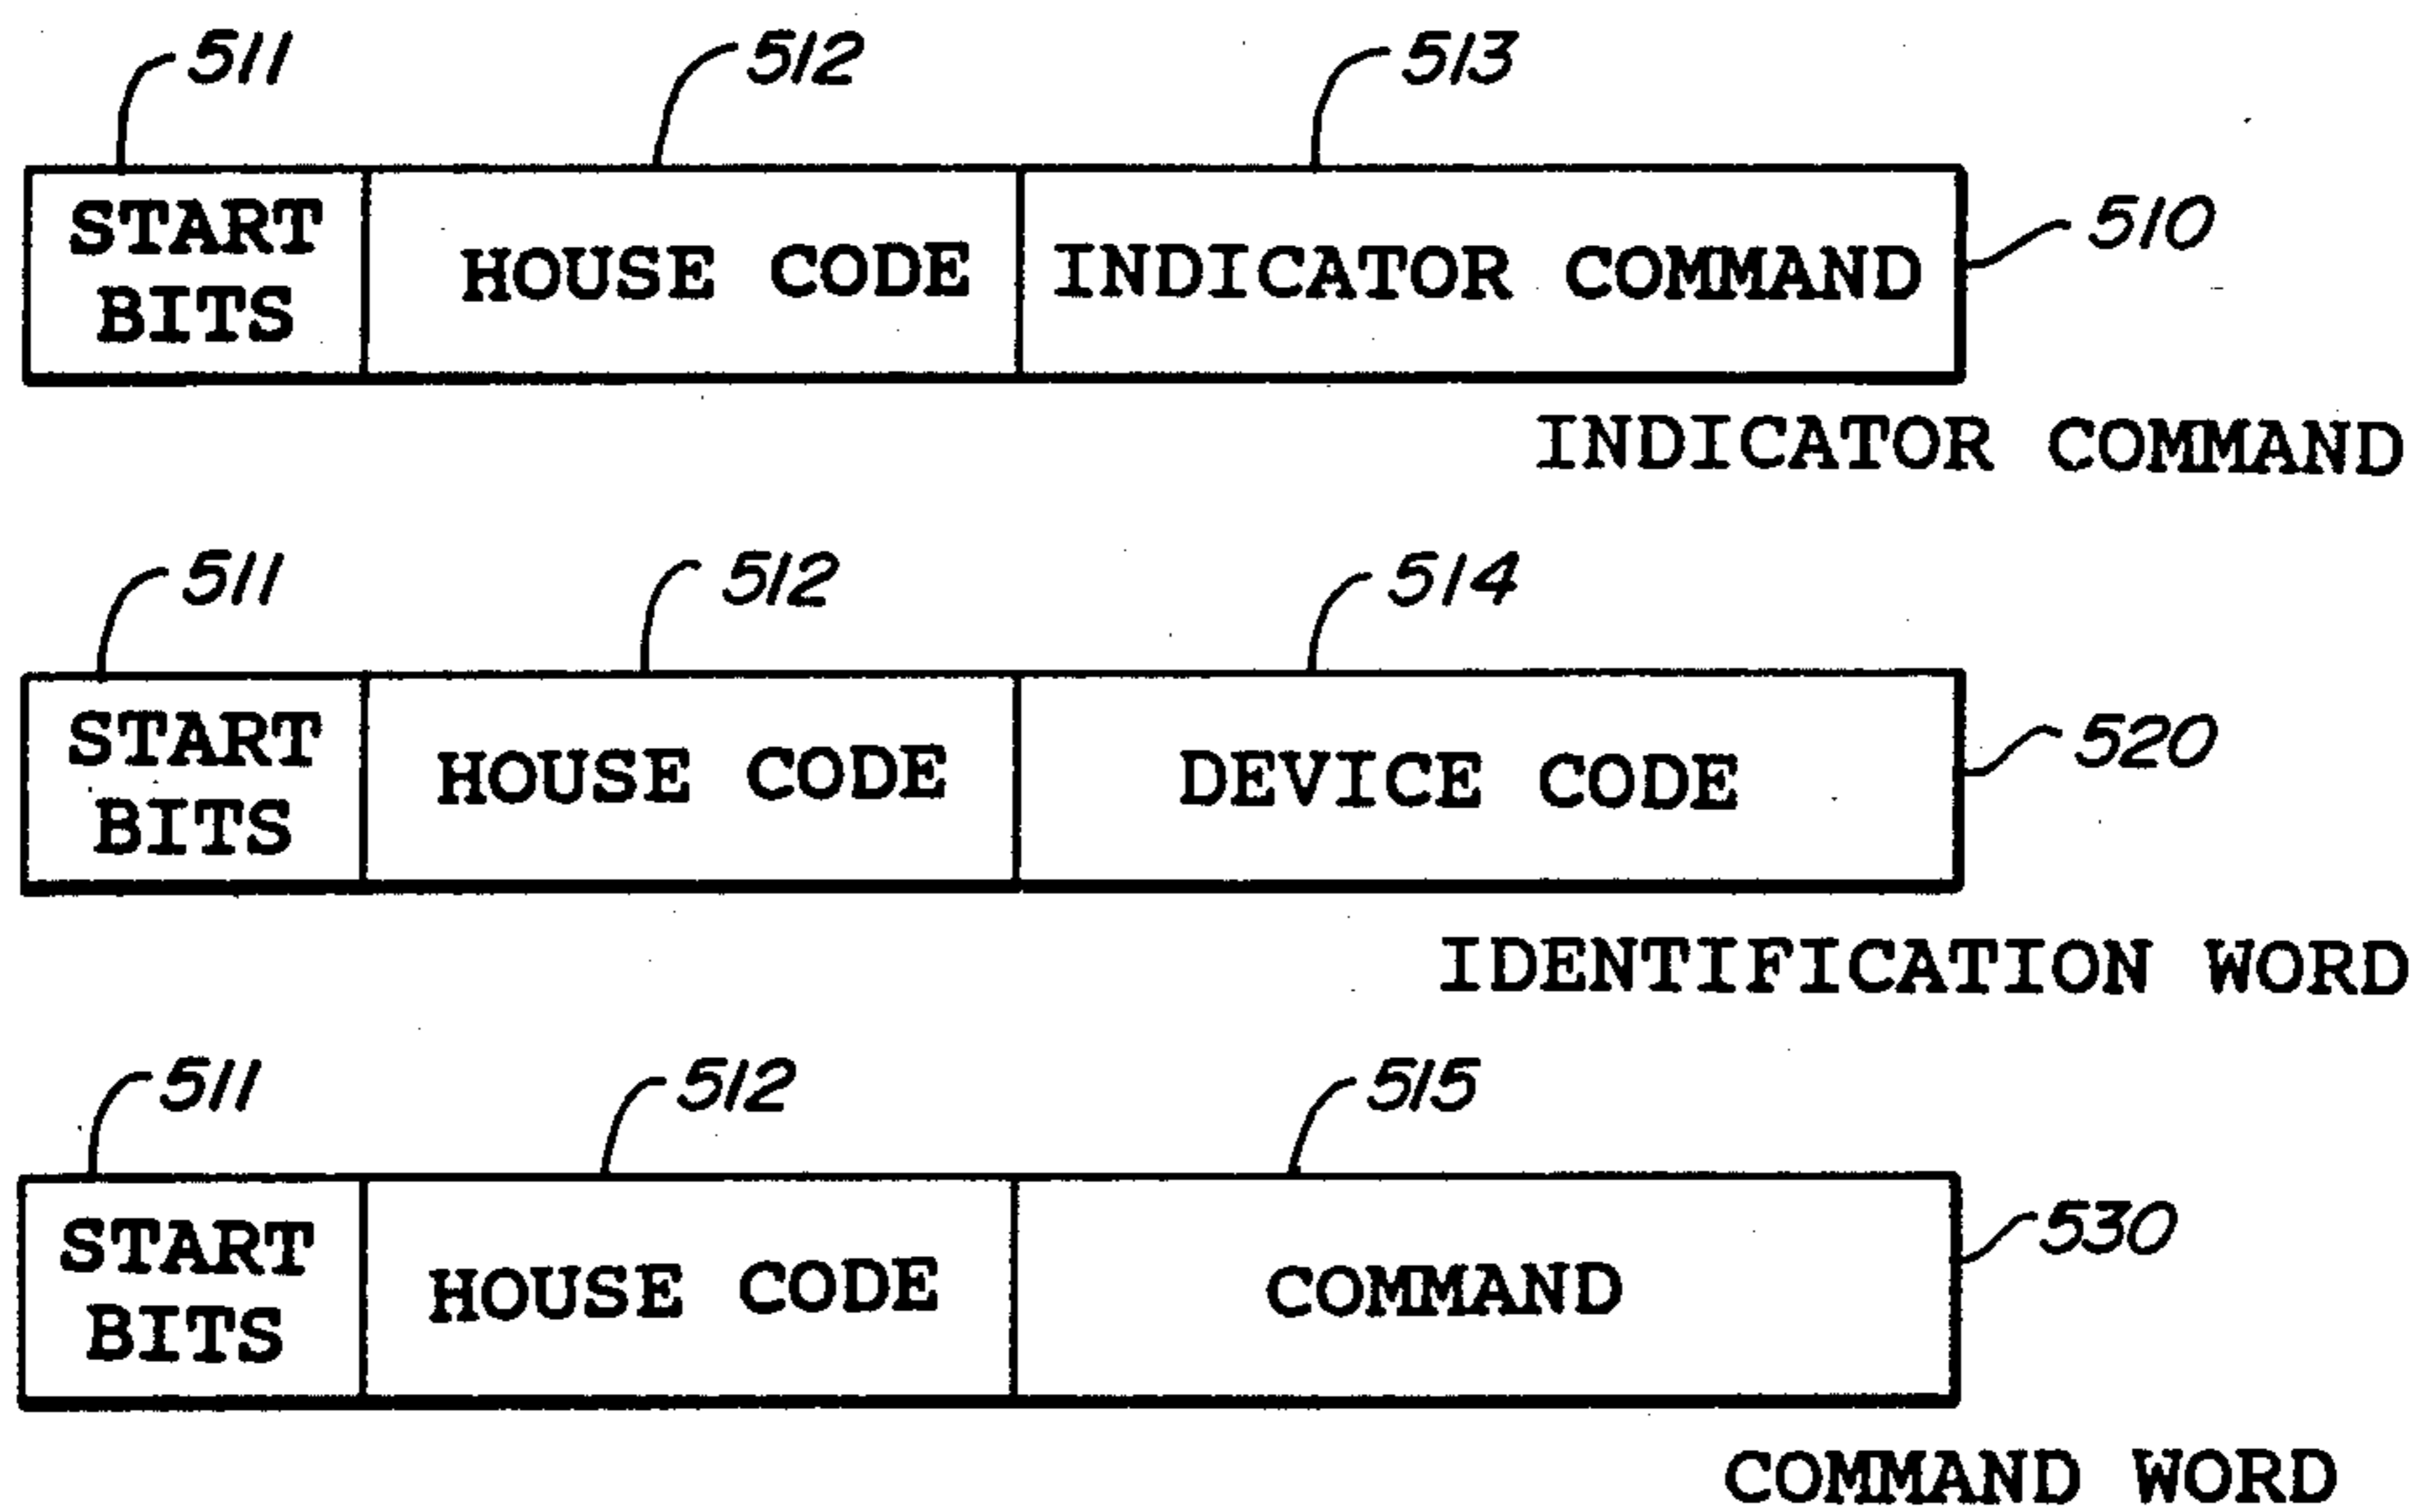 511 512 513
START
BITS
HOUSE CODE
INDICATOR COMMAND
510
INDICATOR COMMAND
511 512 514
START
BITS
HOUSE CODE
DEVICE CODE
520
IDENTIFICATION WORD
511 512 515
START
BITS
HOUSE CODE
COMMAND
530
COMMAND WORD